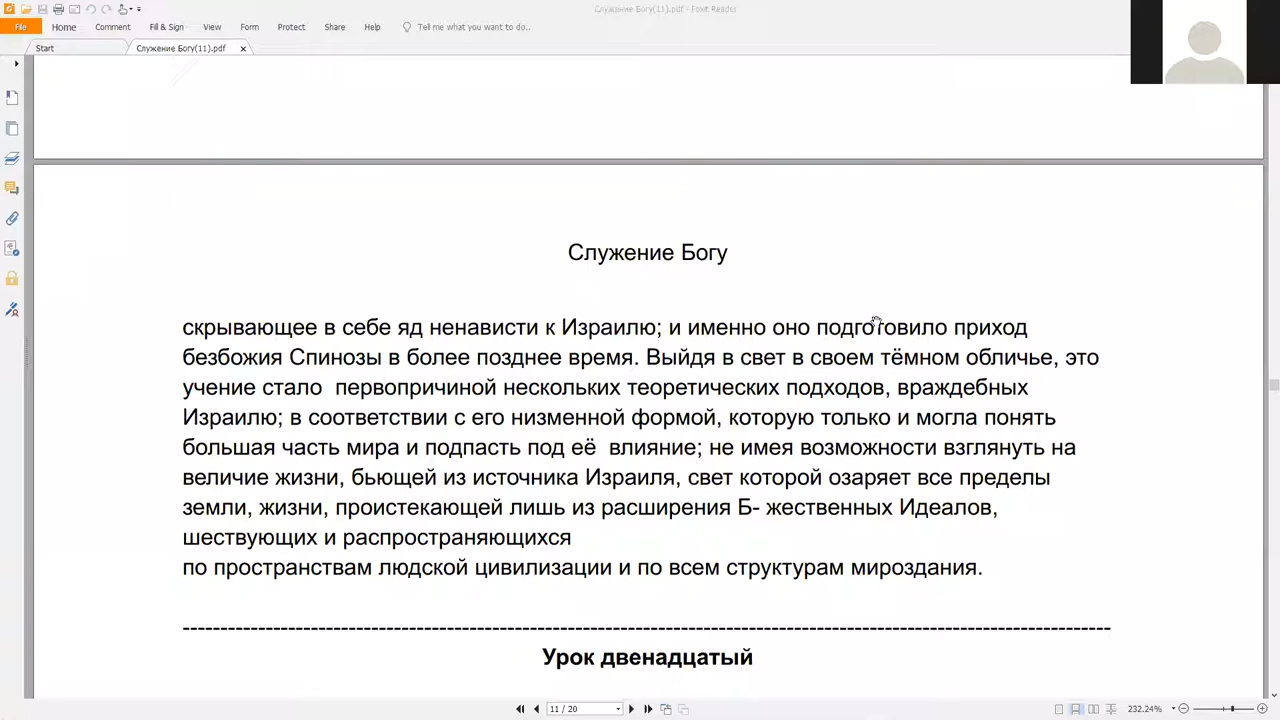 Служение Богу(11).pdf - Foxit Reader
File Home Comment Fill & Sign View Form Protect Share Help Tell me what you want to do..
Start Служение Богу(11).pdf
Служение Богу
скрывающее в себе яд ненависти к Израилю; и именно оно подготовило приход
безбожия Спинозы в более позднее время. Выйдя в свет в своем тёмном обличье, это
учение стало первопричиной нескольких теоретических подходов, враждебных
Израилю; в соответствии с его низменной формой, которую только и могла понять
большая часть мира и подпасть под её влияние; не имея возможности взглянуть на
величие жизни, бьющей из источника Израиля, свет которой озаряет все пределы
земли, жизни, проистекающей лишь из расширения Б- жественных Идеалов,
шествующих и распространяющихся
по пространствам людской цивилизации и по всем структурам мироздания.
--------------------------------------------------------------------------------------------------------------
Урок двенадцатый
11 / 20 232.24%